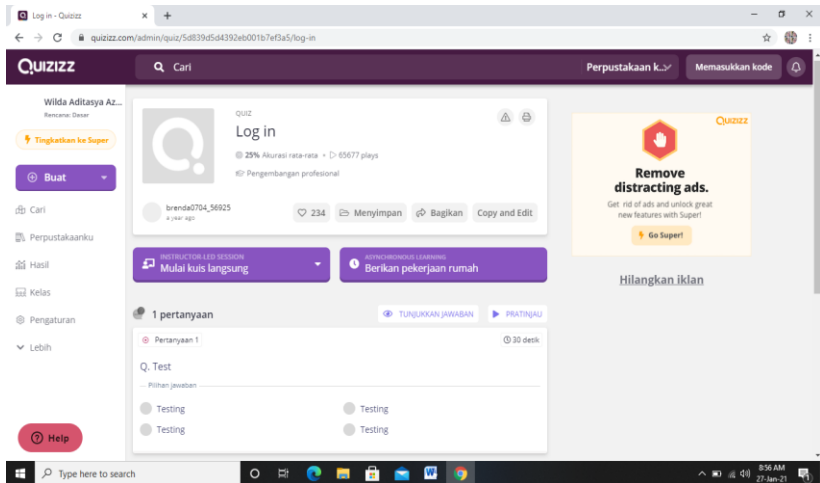 Log in - Quizizz
quizizz.com/admin/quiz/5d839d5d4392eb001b7ef3a5/log-in
QUIZIZZ
Cari
Perpustakaan k...
Memasukkan kode
Wilda Aditasya Az...
Rencana: Dasar
Tingkatkan ke Super
Buat
Cari
Perpustakaanku
Hasil
Kelas
Pengaturan
Lebih
Help
QUIZ
Log in
25% Akurasi rata-rata • 65677 plays
Pengembangan profesional
brenda0704_56925
a year ago
234
Menyimpan
Bagikan
Copy and Edit
INSTRUCTOR LED SESSION
Mulai kuis langsung
ASYNCHRONOUS LEARNING
Berikan pekerjaan rumah
1 pertanyaan
TUNJUKKAN JAWABAN
PRATINJAU
Pertanyaan 1
30 detik
Q. Test
Pilihan jawaban
Testing
Testing
Testing
Testing
QUIZIZZ
Remove
distracting ads.
Get rid of ads and unlock great
new features with Super!
Go Super!
Hilangkan iklan
Type here to search
8:56 AM
27-Jan-21